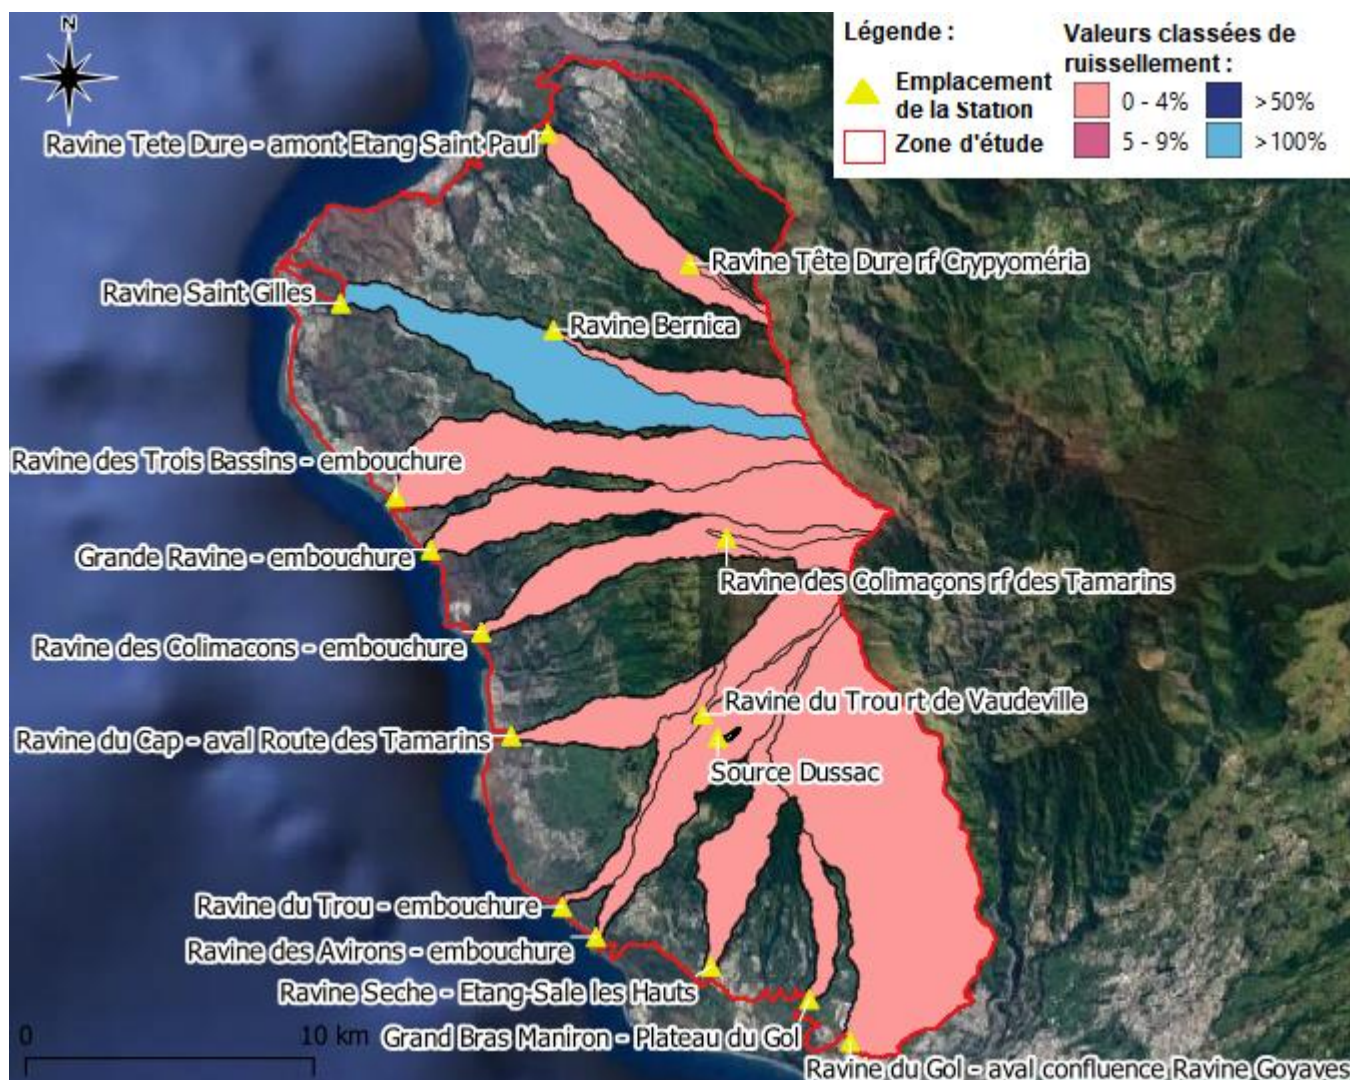 N
Légende :
Emplacement
de la Station
Zone d'étude
Valeurs classées de
ruissellement :
0 - 4%
>50%
5 - 9%
>100%
Ravine Tete Dure - amont Etang Saint Paul
Ravine Tête Dure rf Crypyoméria
Ravine Saint Gilles
Ravine Bernica
Ravine des Trois Bassins - embouchure
Grande Ravine - embouchure
Ravine des Colimaçons rf des Tamarins
Ravine des Colimacons - embouchure
Ravine du Trou rt de Vaudeville
Ravine du Cap - aval Route des Tamarins
Source Dussac
Ravine du Trou - embouchure
Ravine des Avirons - embouchure
Ravine Seche - Etang-Sale les Hauts
0
10 km
Grand Bras Maniron - Plateau du Gol
Ravine du Gol - aval confluence Ravine Goyaves